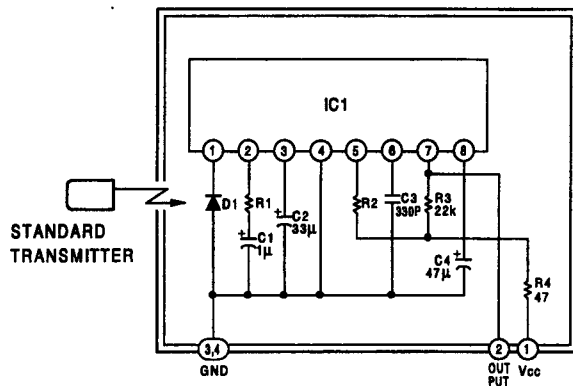 IC1
1 2 3 4 5 6 7 8
D1
R1
+
C1
1μ
+
C2
33μ
R2
C3
330P
R3
22k
+
C4
47μ
R4
47
STANDARD
TRANSMITTER
3,4
GND
2
OUT
PUT
1
Vcc